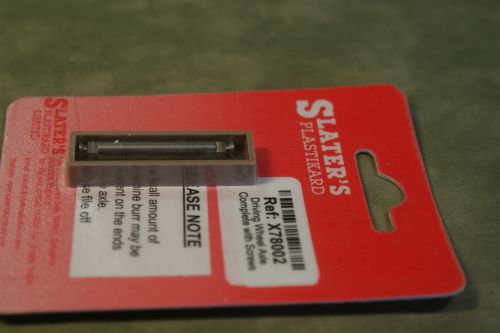 SLATER'S
PLASTIKARD
Ref: X78002
Driving Wheel Axle
Complete with Screws
SLATER'S
PLASTIKARD
LIMITED
ASE NOTE
all amount of
hine burr may be
ent on the ends
e axle.
file off